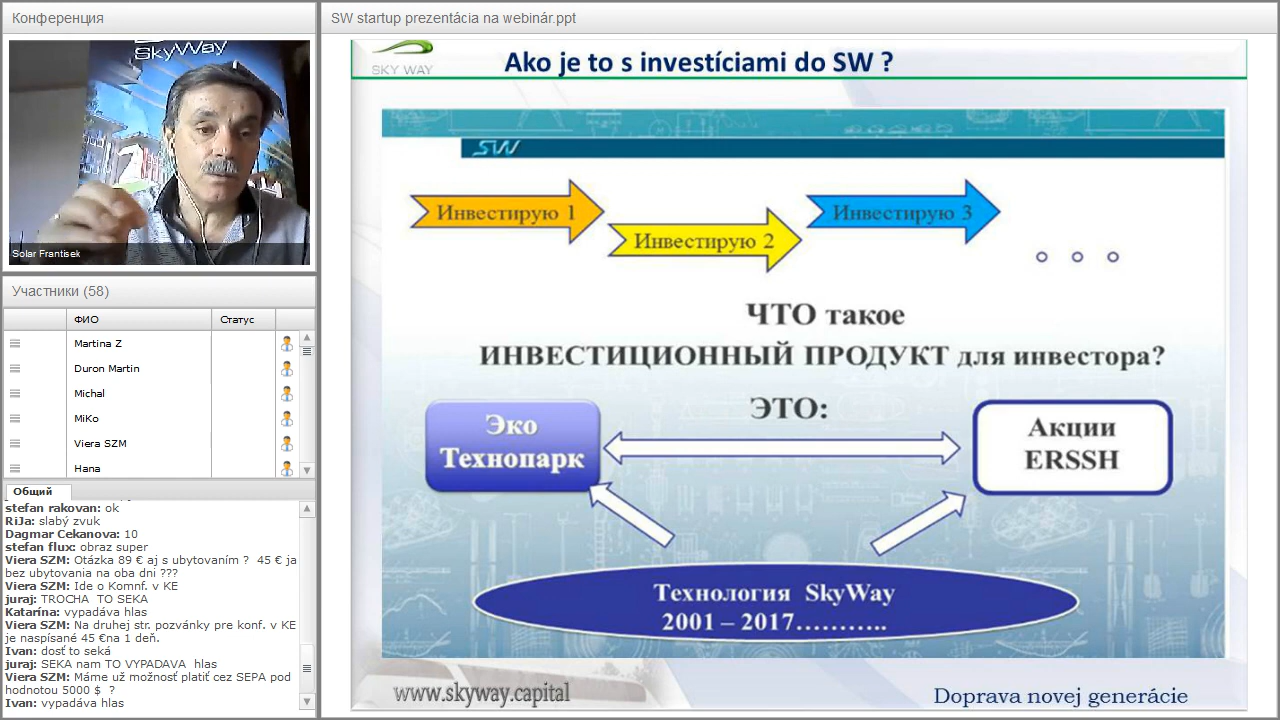 Конференция
SkyWay
Solar František
Участники (58)
ФИО
Статус
Martina Z
Duron Martin
Michal
MiKo
Viera SZM
Hana
Общий
stefan rakovan: ok
RiJa: slabý zvuk
Dagmar Cekanova: 10
stefan flux: obraz super
Viera SZM: Otázka 89 € aj s ubytovaním ? 45 € ja
bez ubytovania na oba dni ???
Viera SZM: Ide o Komnf. v KE
juraj: TROCHA TO SEKA
Katarína: vypadáva hlas
Viera SZM: Na druhej str. pozvánky pre konf. v KE
je naspísané 45 €na 1 deň.
Ivan: dosť to seká
juraj: SEKA nam TO VYPADAVA hlas
Viera SZM: Máme už možnosť platiť cez SEPA pod
hodnotou 5000 $ ?
Ivan: vypadáva hlas
SW startup prezentácia na webinár.ppt
SKY WAY
Ako je to s investíciami do SW ?
SW
Инвестирую 1
Инвестирую 2
Инвестирую 3
ЧТО такое
ИНВЕСТИЦИОННЫЙ ПРОДУКТ для инвестора?
ЭТО:
Эко
Технопарк
Акции
ERSSH
Технология SkyWay
2001 – 2017………..
www.skyway.capital
Doprava novej generácie